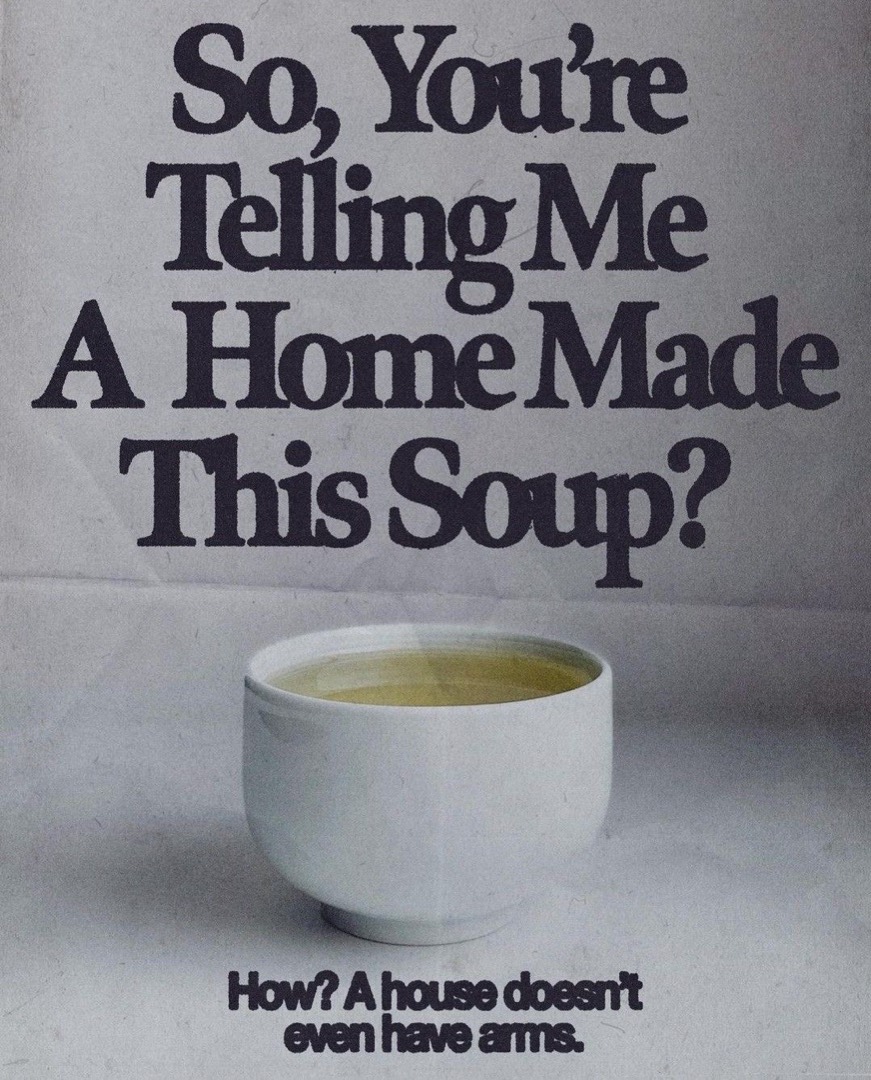 So, You're
Telling Me
A Home Made
This Soup?
How? A house doesn't
even have arms.